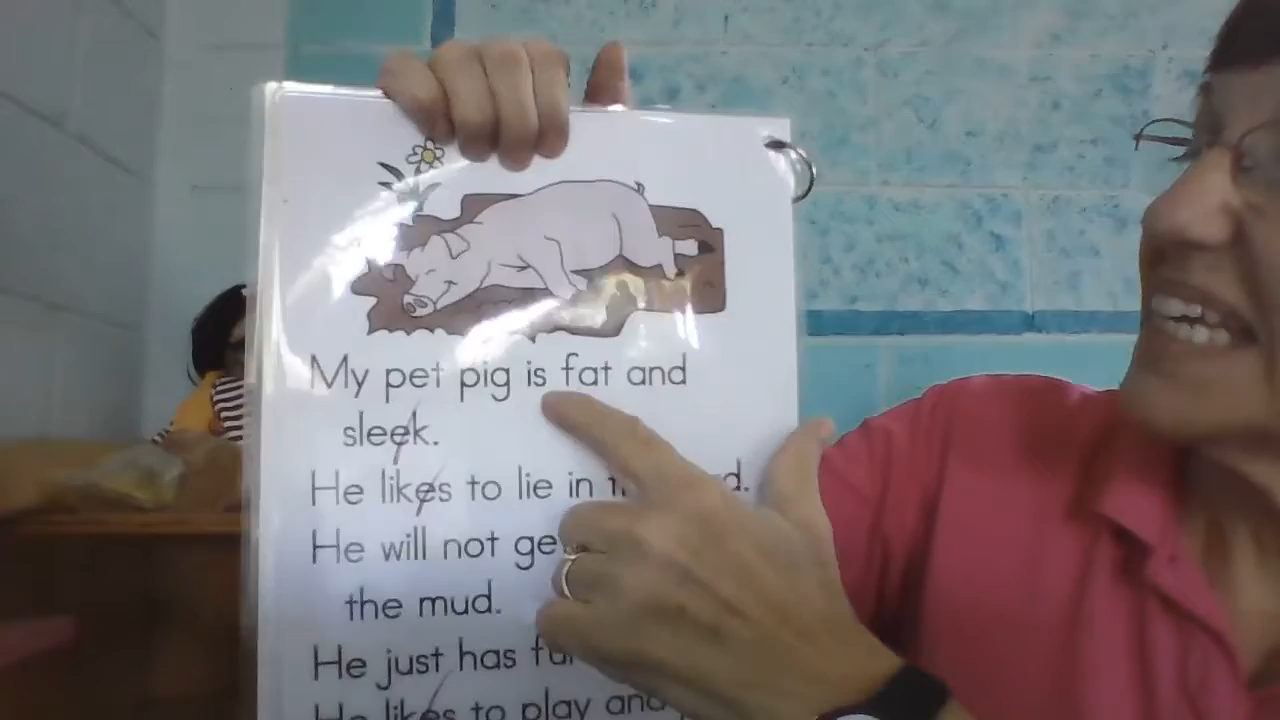 My pet pig is fat and
sleek.
He likes to lie in
He will not
the mud.
He just has
He likes to play and